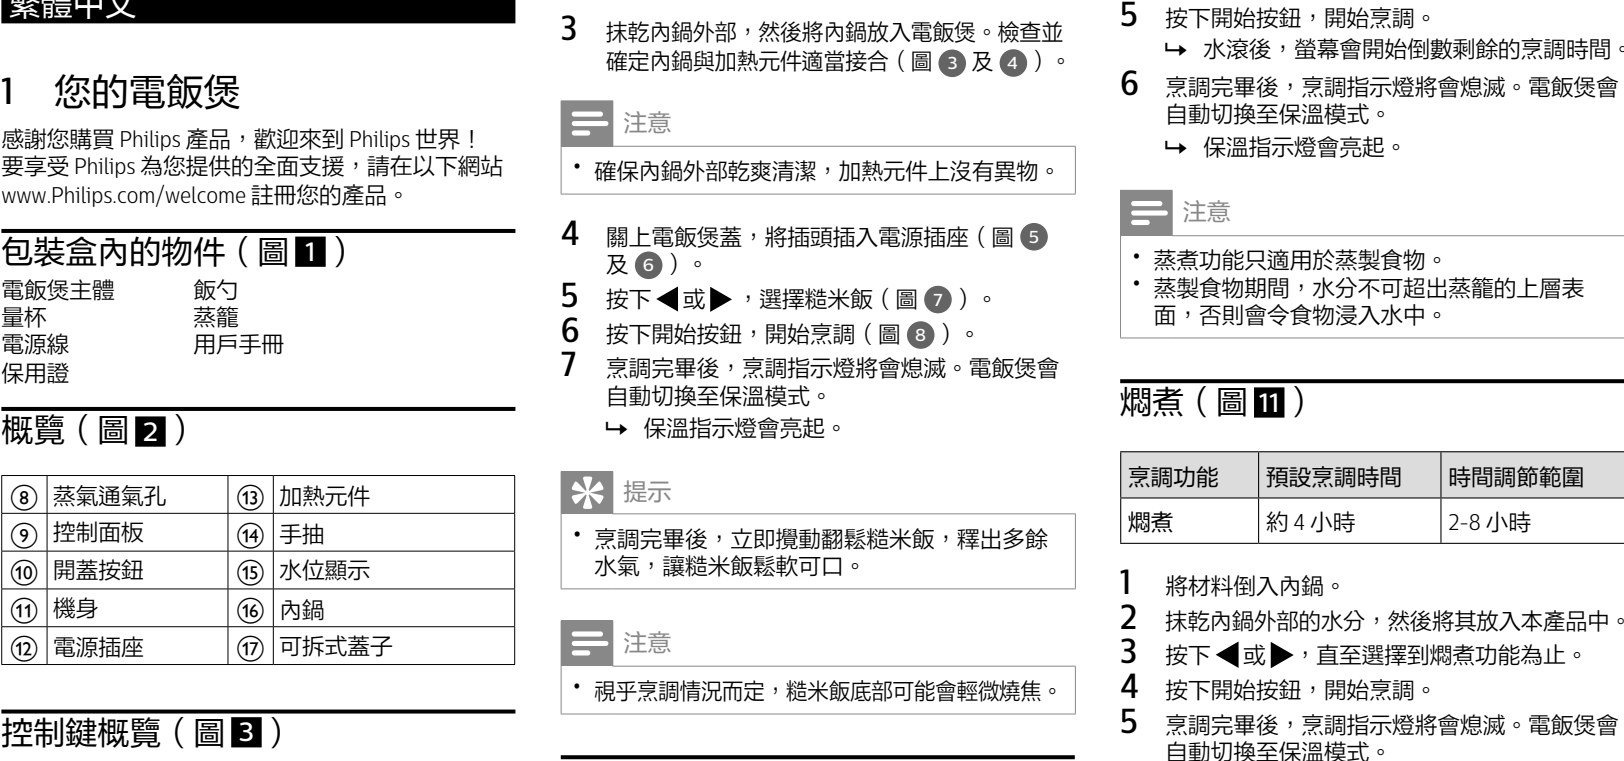 繁體中文
1 您的電飯煲
感謝您購買 Philips 產品，歡迎來到 Philips 世界！
要享受 Philips 為您提供的全面支援，請在以下網站
www.Philips.com/welcome 註冊您的產品。
包裝盒內的物件（圖 1）
電飯煲主體 飯勺
量杯 蒸籠
電源線 用戶手冊
保用證
概覽（圖 2）
⑧ 蒸氣通氣孔 ⑬ 加熱元件
⑨ 控制面板 ⑭ 手抽
⑩ 開蓋按鈕 ⑮ 水位顯示
⑪ 機身 ⑯ 內鍋
⑫ 電源插座 ⑰ 可拆式蓋子
控制鍵概覽（圖 3）
3 抹乾內鍋外部，然後將內鍋放入電飯煲。檢查並
確定內鍋與加熱元件適當接合（圖 ❸ 及 ❹）。
注意
• 確保內鍋外部乾爽清潔，加熱元件上沒有異物。
4 關上電飯煲蓋，將插頭插入電源插座（圖 ❺
及 ❻）。
5 按下 ◀ 或 ▶ ，選擇糙米飯（圖 ❼）。
6 按下開始按鈕，開始烹調（圖 ❽）。
7 烹調完畢後，烹調指示燈將會熄滅。電飯煲會
自動切換至保溫模式。
↳ 保溫指示燈會亮起。
提示
• 烹調完畢後，立即攪動翻鬆糙米飯，釋出多餘
水氣，讓糙米飯鬆軟可口。
注意
• 視乎烹調情況而定，糙米飯底部可能會輕微燒焦。
5 按下開始按鈕，開始烹調。
↳ 水滾後，螢幕會開始倒數剩餘的烹調時間。
6 烹調完畢後，烹調指示燈將會熄滅。電飯煲會
自動切換至保溫模式。
↳ 保溫指示燈會亮起。
注意
• 蒸煮功能只適用於蒸製食物。
• 蒸製食物期間，水分不可超出蒸籠的上層表
面，否則會令食物浸入水中。
燜煮（圖 11）
烹調功能 預設烹調時間 時間調節範圍
燜煮 約 4 小時 2-8 小時
1 將材料倒入內鍋。
2 抹乾內鍋外部的水分，然後將其放入本產品中。
3 按下 ◀ 或 ▶，直至選擇到燜煮功能為止。
4 按下開始按鈕，開始烹調。
5 烹調完畢後，烹調指示燈將會熄滅。電飯煲會
自動切換至保溫模式。